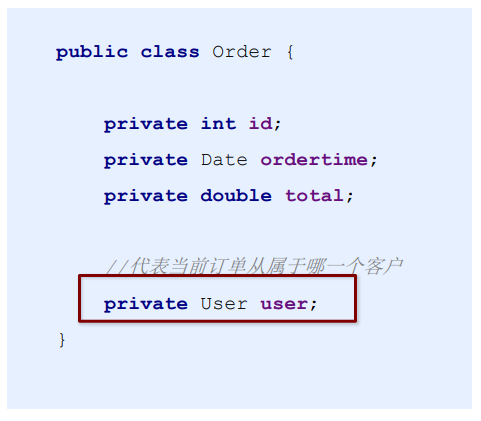 public class Order {
private int id;
private Date ordertime;
private double total;
//代表当前订单从属于哪一个客户
private User user;
}